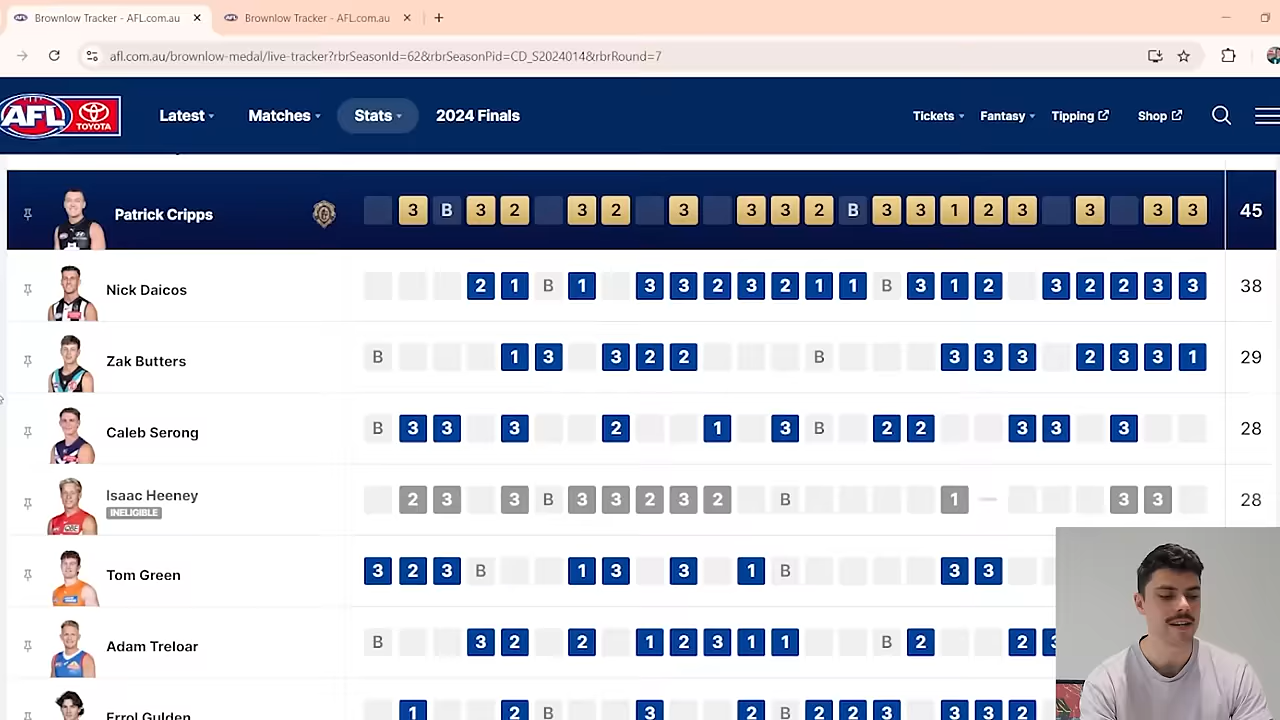 Brownlow Tracker - AFL.com.au × Brownlow Tracker - AFL.com.au × +
afl.com.au/brownlow-medal/live-tracker?rbrSeasonId=62&rbrSeasonPid=CD_S2024014&rbrRound=7
AFL TOYOTA Latest Matches Stats 2024 Finals Tickets Fantasy Tipping Shop
Patrick Cripps 3 B 3 2 3 2 3 3 3 2 B 3 3 1 2 3 3 3 3 45
Nick Daicos 2 1 B 1 3 3 2 3 2 1 1 B 3 1 2 3 2 2 3 3 38
Zak Butters B 1 3 3 2 2 B 3 3 3 2 3 3 1 29
Caleb Serong B 3 3 3 2 1 3 B 2 2 3 3 3 28
Isaac Heeney 2 3 3 B 3 3 2 3 2 B 1 — 3 3 28
INELIGIBLE
Tom Green 3 2 3 B 1 3 3 1 B 3 3
Adam Treloar B 3 2 2 1 2 3 1 1 B 2 2
Errol Gulden 1 2 B 3 2 B 2 2 3 3 3 2